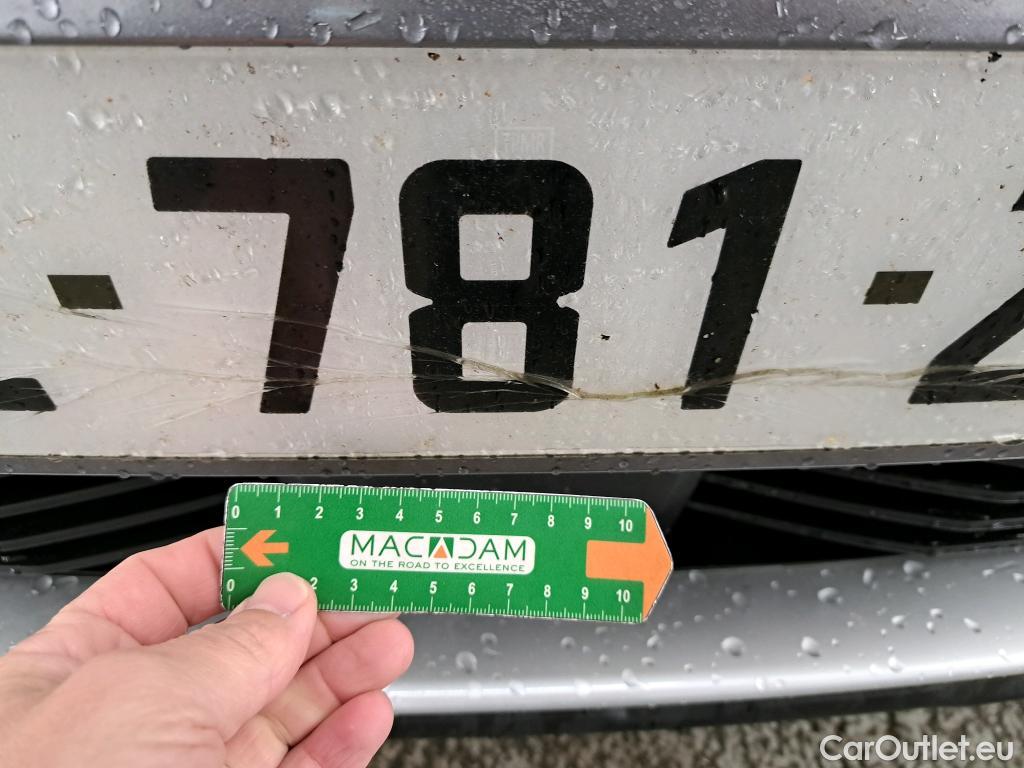 -781-2
0 1 2 3 4 5 6 7 8 9 10
MACADAM
ON THE ROAD TO EXCELLENCE
0 2 3 4 5 6 7 8 9 10
CarOutlet.eu